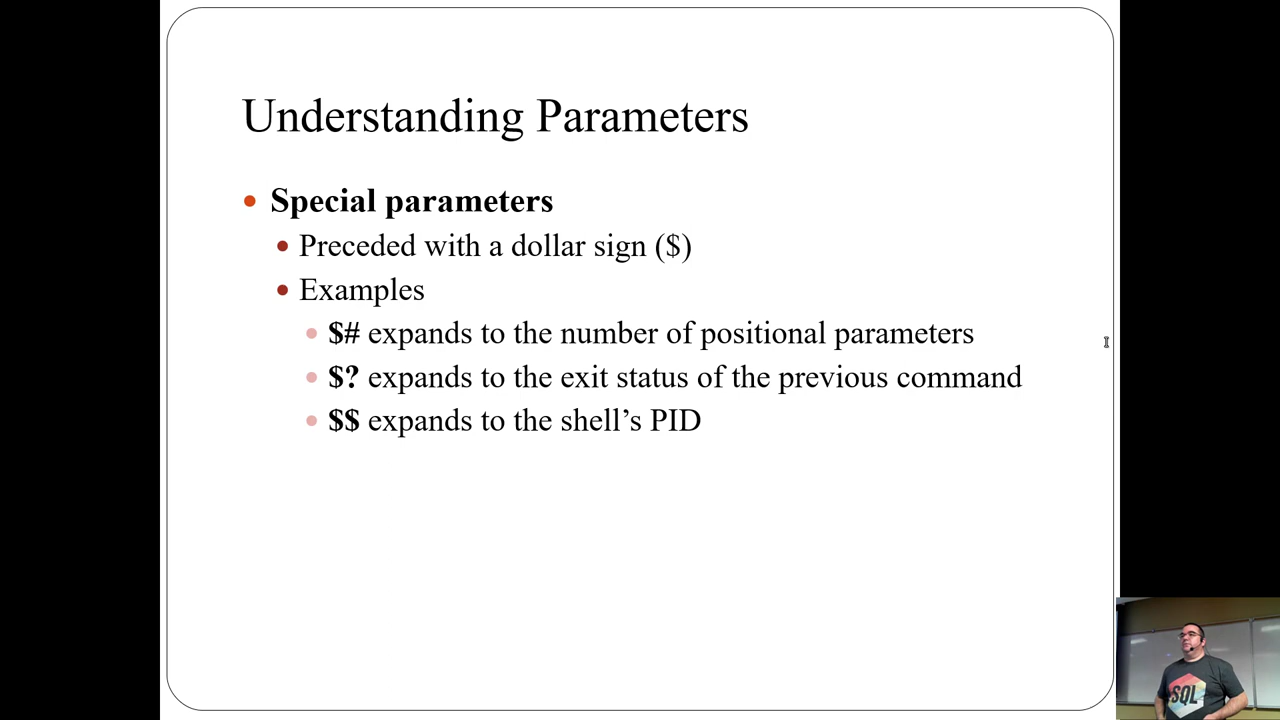 Understanding Parameters
Special parameters
Preceded with a dollar sign ($)
Examples
$# expands to the number of positional parameters
$? expands to the exit status of the previous command
$$ expands to the shell’s PID
SQL